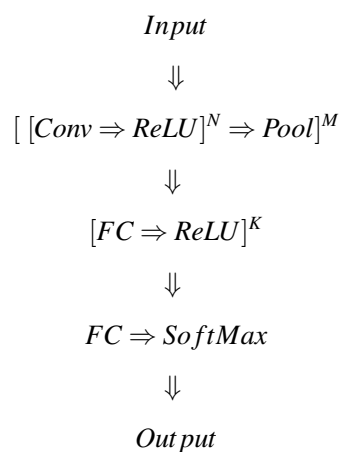 Input
⇓
[ [Conv ⇒ ReLU]^N ⇒ Pool]^M
⇓
[FC ⇒ ReLU]^K
⇓
FC ⇒ SoftMax
⇓
Output